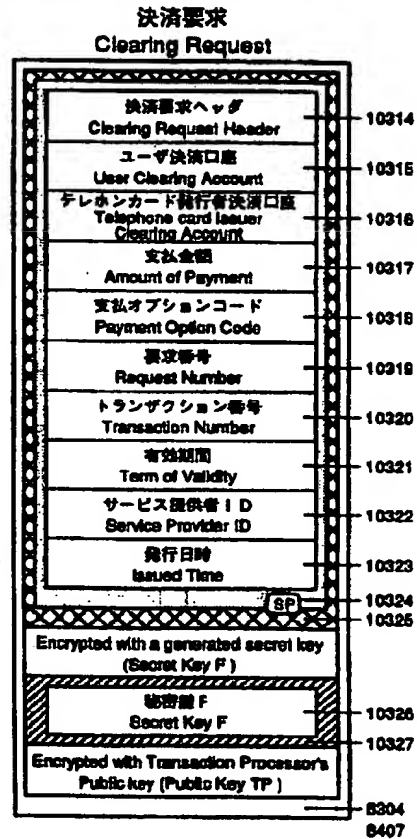 決済要求
Clearing Request
決済要求ヘッダ
Clearing Request Header
10314
ユーザ決済口座
User Clearing Account
10315
テレホンカード発行者決済口座
Telephone card issuer
Clearing Account
10316
支払金額
Amount of Payment
10317
支払オプションコード
Payment Option Code
10318
要求番号
Request Number
10319
トランザクション番号
Transaction Number
10320
有効期間
Term of Validity
10321
サービス提供者ID
Service Provider ID
10322
発行日時
Issued Time
10323
SP
10324
10325
Encrypted with a generated secret key
(Secret Key F )
秘密鍵 F
Secret Key F
10326
10327
Encrypted with Transaction Processor's
Public key (Public Key TP )
8304
8407